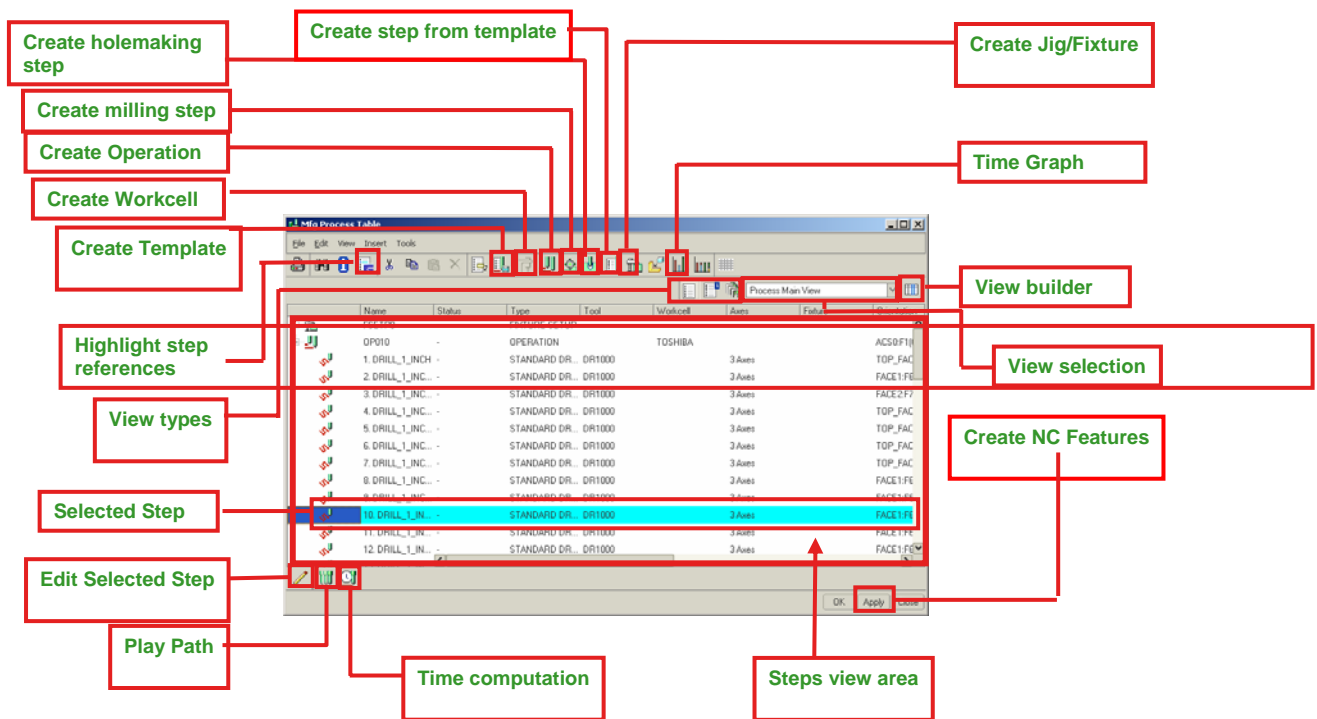 Create holemaking
step
Create step from template
Create Jig/Fixture
Create milling step
Create Operation
Time Graph
Create Workcell
Create Template
Mfg Process Table
File Edit View Insert Tools
Process Main View
View builder
Name Status Type Tool Workcell Axes Fixture Orientation
Highlight step
references
OP010 - OPERATION TOSHIBA
1. DRILL_1_INCH - STANDARD DR... DR1000 3 Axes TOP_FAC
2. DRILL_1_INC... - STANDARD DR... DR1000 3 Axes FACE1:F6
View selection
3. DRILL_1_INC... - STANDARD DR... DR1000 3 Axes FACE2:F7
View types
4. DRILL_1_INC... - STANDARD DR... DR1000 3 Axes TOP_FAC
5. DRILL_1_INC... - STANDARD DR... DR1000 3 Axes TOP_FAC
Create NC Features
6. DRILL_1_INC... - STANDARD DR... DR1000 3 Axes TOP_FAC
7. DRILL_1_INC... - STANDARD DR... DR1000 3 Axes TOP_FAC
8. DRILL_1_INC... - STANDARD DR... DR1000 3 Axes
Selected Step
10. DRILL_1_IN... - STANDARD DR... DR1000 3 Axes
11. DRILL_1_IN... - STANDARD DR... DR1000 3 Axes
12. DRILL_1_IN... - STANDARD DR... DR1000 3 Axes
Edit Selected Step
OK Apply Close
Play Path
Time computation
Steps view area